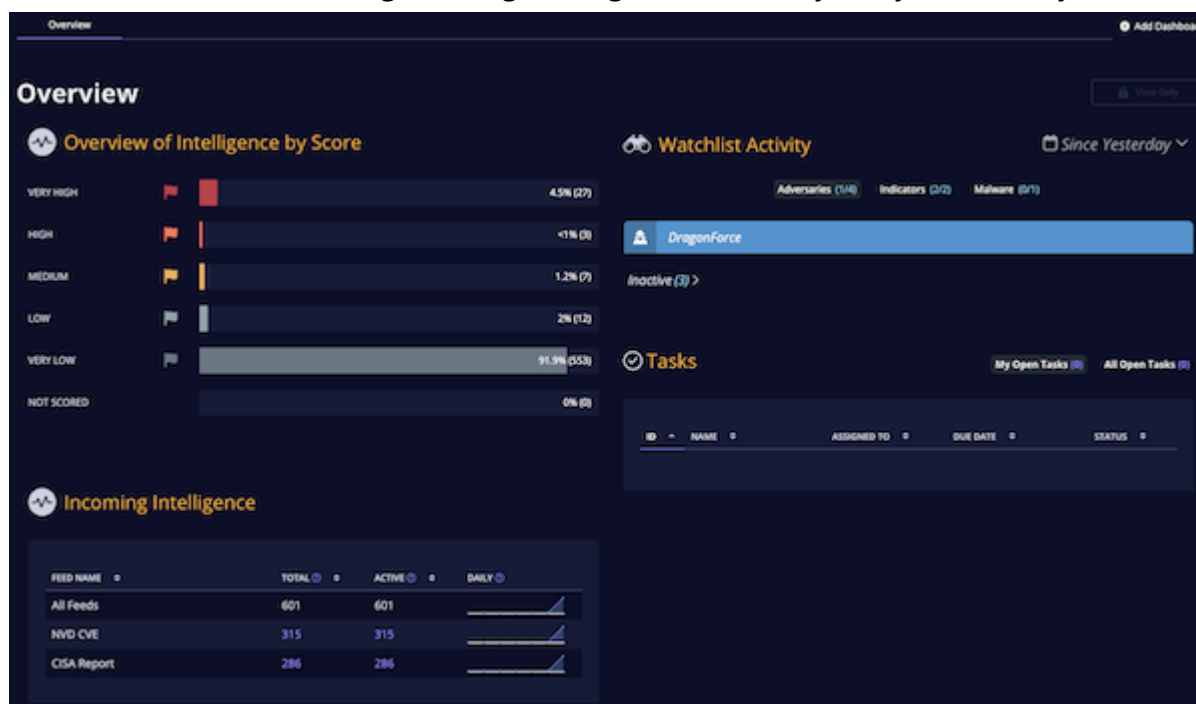 Overview
Add Dashboa
Overview
View Only
Overview of Intelligence by Score
VERY HIGH 4.5% (27)
HIGH <1% (3)
MEDIUM 1.2% (7)
LOW 2% (12)
VERY LOW 91.9% (553)
NOT SCORED 0% (0)
Watchlist Activity
Since Yesterday
Adversaries (1/4) Indicators (2/2) Malware (0/1)
DragonForce
Inactive (3) >
Tasks
My Open Tasks (0) All Open Tasks (0)
ID NAME ASSIGNED TO DUE DATE STATUS
Incoming Intelligence
FEED NAME TOTAL ACTIVE DAILY
All Feeds 601 601
NVD CVE 315 315
CISA Report 286 286